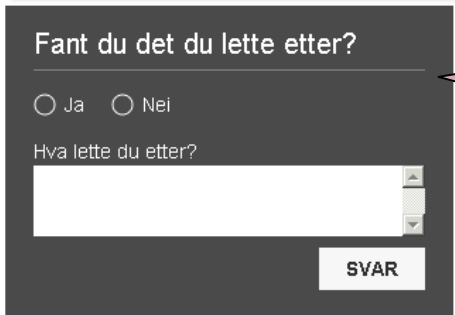 Fant du det du lette etter?
Ja Nei
Hva lette du etter?
SVAR